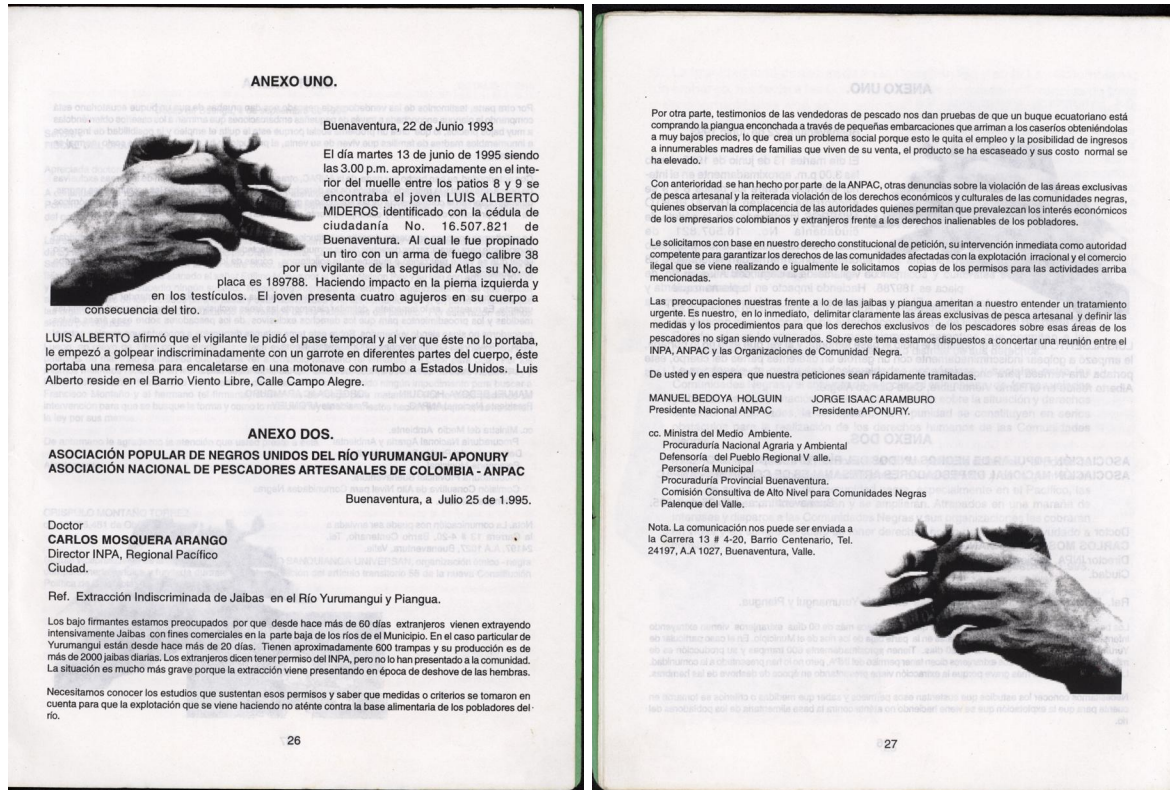 ANEXO UNO.
Buenaventura, 22 de Junio 1993
El día martes 13 de junio de 1995 siendo
las 3.00 p.m. aproximadamente en el inte-
rior del muelle entre los patios 8 y 9 se
encontraba el joven LUIS ALBERTO
MIDEROS identificado con la cédula de
ciudadanía No. 16.507.821 de
Buenaventura. Al cual le fue propinado
un tiro con un arma de fuego calibre 38
por un vigilante de la seguridad Atlas su No. de
placa es 189788. Haciendo impacto en la pierna izquierda y
en los testículos. El joven presenta cuatro agujeros en su cuerpo a
consecuencia del tiro.
LUIS ALBERTO afirmó que el vigilante le pidió el pase temporal y al ver que éste no lo portaba,
le empezó a golpear indiscriminadamente con un garrote en diferentes partes del cuerpo, éste
portaba una remesa para encaletarse en una motonave con rumbo a Estados Unidos. Luis
Alberto reside en el Barrio Viento Libre, Calle Campo Alegre.
ANEXO DOS.
ASOCIACIÓN POPULAR DE NEGROS UNIDOS DEL RÍO YURUMANGUI- APONURY
ASOCIACIÓN NACIONAL DE PESCADORES ARTESANALES DE COLOMBIA - ANPAC
Buenaventura, a Julio 25 de 1.995.
Doctor
CARLOS MOSQUERA ARANGO
Director INPA, Regional Pacífico
Ciudad.
Ref. Extracción Indiscriminada de Jaibas en el Río Yurumangui y Piangua.
Los bajo firmantes estamos preocupados por que desde hace más de 60 días extranjeros vienen extrayendo
intensivamente Jaibas con fines comerciales en la parte baja de los ríos de el Municipio. En el caso particular de
Yurumangui están desde hace más de 20 días. Tienen aproximadamente 600 trampas y su producción es de
más de 2000 jaibas diarias. Los extranjeros dicen tener permiso del INPA, pero no lo han presentado a la comunidad.
La situación es mucho más grave porque la extracción viene presentando en época de deshove de las hembras.
Necesitamos conocer los estudios que sustentan esos permisos y saber que medidas o criterios se tomaron en
cuenta para que la explotación que se viene haciendo no aténte contra la base alimentaria de los pobladores del
río.
26
Por otra parte, testimonios de las vendedoras de pescado nos dan pruebas de que un buque ecuatoriano está
comprando la piangua enconchada a través de pequeñas embarcaciones que arriman a los caseríos obteniéndolas
a muy bajos precios, lo que crea un problema social porque esto le quita el empleo y la posibilidad de ingresos
a innumerables madres de familias que viven de su venta, el producto se ha escaseado y sus costo normal se
ha elevado.
Con anterioridad se han hecho por parte de la ANPAC, otras denuncias sobre la violación de las áreas exclusivas
de pesca artesanal y la reiterada violación de los derechos económicos y culturales de las comunidades negras,
quienes observan la complacencia de las autoridades quienes permitan que prevalezcan los interés económicos
de los empresarios colombianos y extranjeros frente a los derechos inalienables de los pobladores.
Le solicitamos con base en nuestro derecho constitucional de petición, su intervención inmediata como autoridad
competente para garantizar los derechos de las comunidades afectadas con la explotación irracional y el comercio
ilegal que se viene realizando e igualmente le solicitamos copias de los permisos para las actividades arriba
mencionadas.
Las preocupaciones nuestras frente a lo de las jaibas y piangua ameritan a nuestro entender un tratamiento
urgente. Es nuestro, en lo inmediato, delimitar claramente las áreas exclusivas de pesca artesanal y definir las
medidas y los procedimientos para que los derechos exclusivos de los pescadores sobre esas áreas de los
pescadores no sigan siendo vulnerados. Sobre este tema estamos dispuestos a concertar una reunión entre el
INPA, ANPAC y las Organizaciones de Comunidad Negra.
De usted y en espera que nuestra peticiones sean rápidamente tramitadas.
MANUEL BEDOYA HOLGUIN JORGE ISAAC ARAMBURO
Presidente Nacional ANPAC Presidente APONURY.
cc. Ministra del Medio Ambiente.
Procuraduría Nacional Agraria y Ambiental
Defensoría del Pueblo Regional V alle.
Personería Municipal
Procuraduría Provincial Buenaventura.
Comisión Consultiva de Alto Nivel para Comunidades Negras
Palenque del Valle.
Nota. La comunicación nos puede ser enviada a
la Carrera 13 # 4-20, Barrio Centenario, Tel.
24197, A.A 1027, Buenaventura, Valle.
27